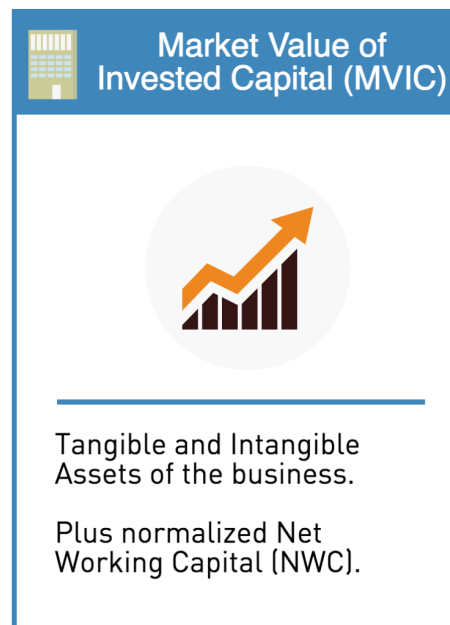 Market Value of
Invested Capital (MVIC)
Tangible and Intangible
Assets of the business.
Plus normalized Net
Working Capital (NWC).